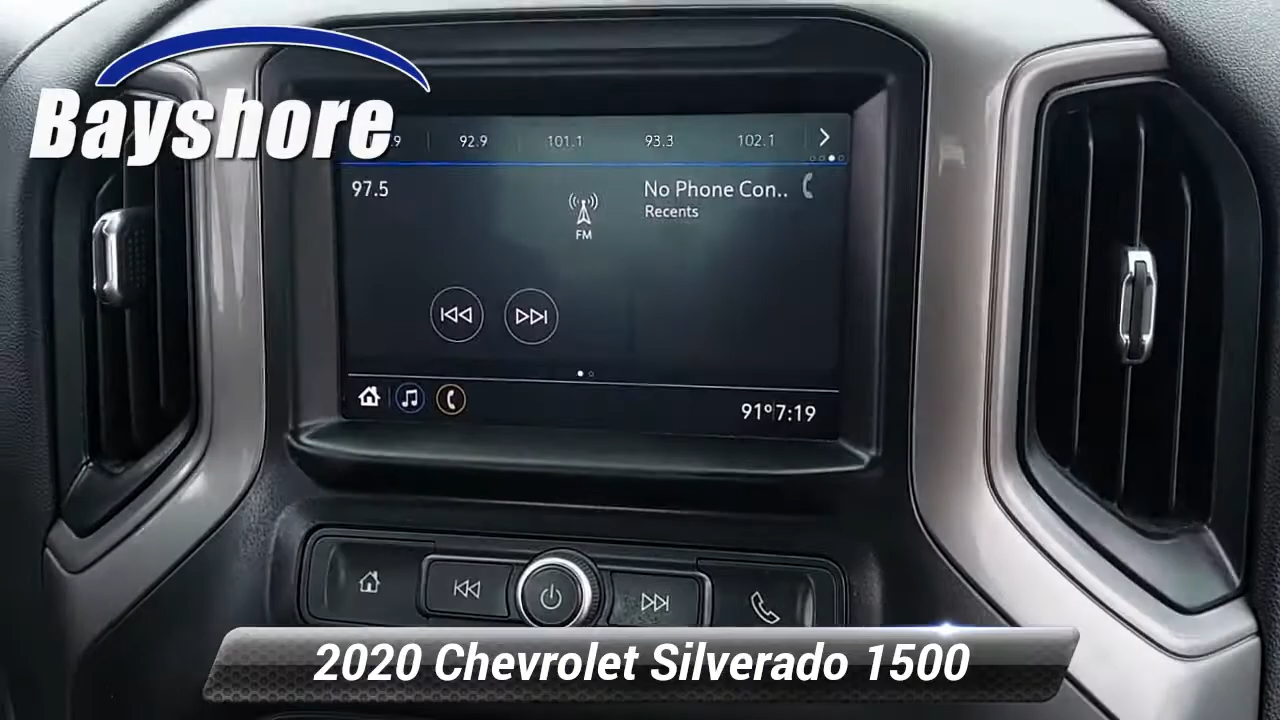 Bayshore
.9 92.9 101.1 93.3 102.1
97.5
No Phone Con..
Recents
FM
91° 7:19
2020 Chevrolet Silverado 1500